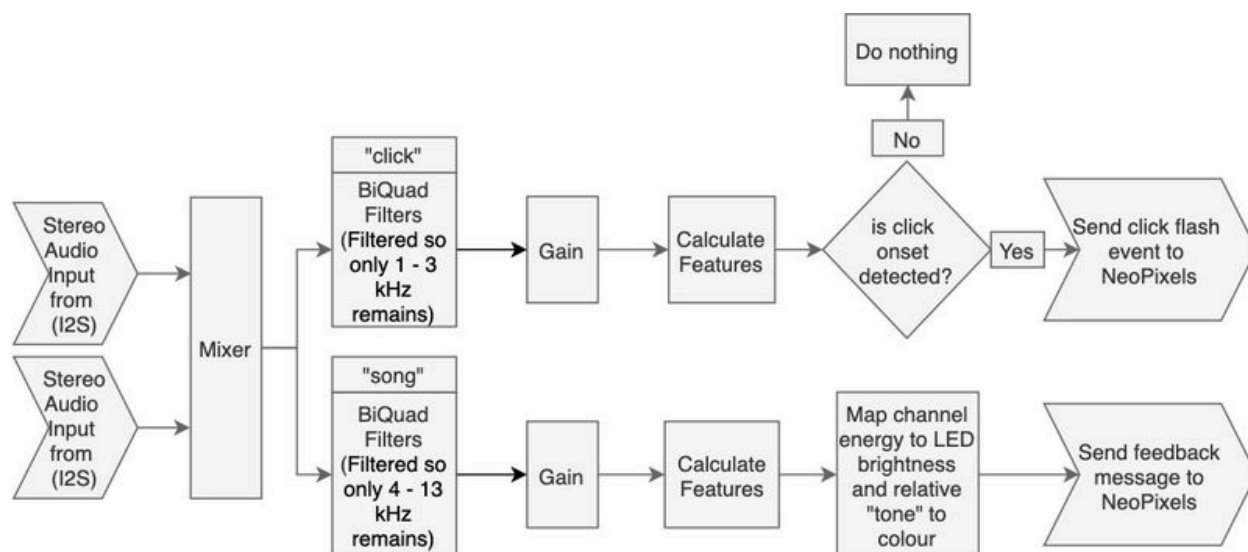 Stereo
Audio
Input
from
(I2S)
Stereo
Audio
Input
from
(I2S)
Mixer
"click"
BiQuad
Filters
(Filtered so
only 1 - 3
kHz
remains)
Gain
Calculate
Features
is click
onset
detected?
No
Do nothing
Yes
Send click flash
event to
NeoPixels
"song"
BiQuad
Filters
(Filtered so
only 4 - 13
kHz
remains)
Gain
Calculate
Features
Map channel
energy to LED
brightness
and relative
"tone" to
colour
Send feedback
message to
NeoPixels